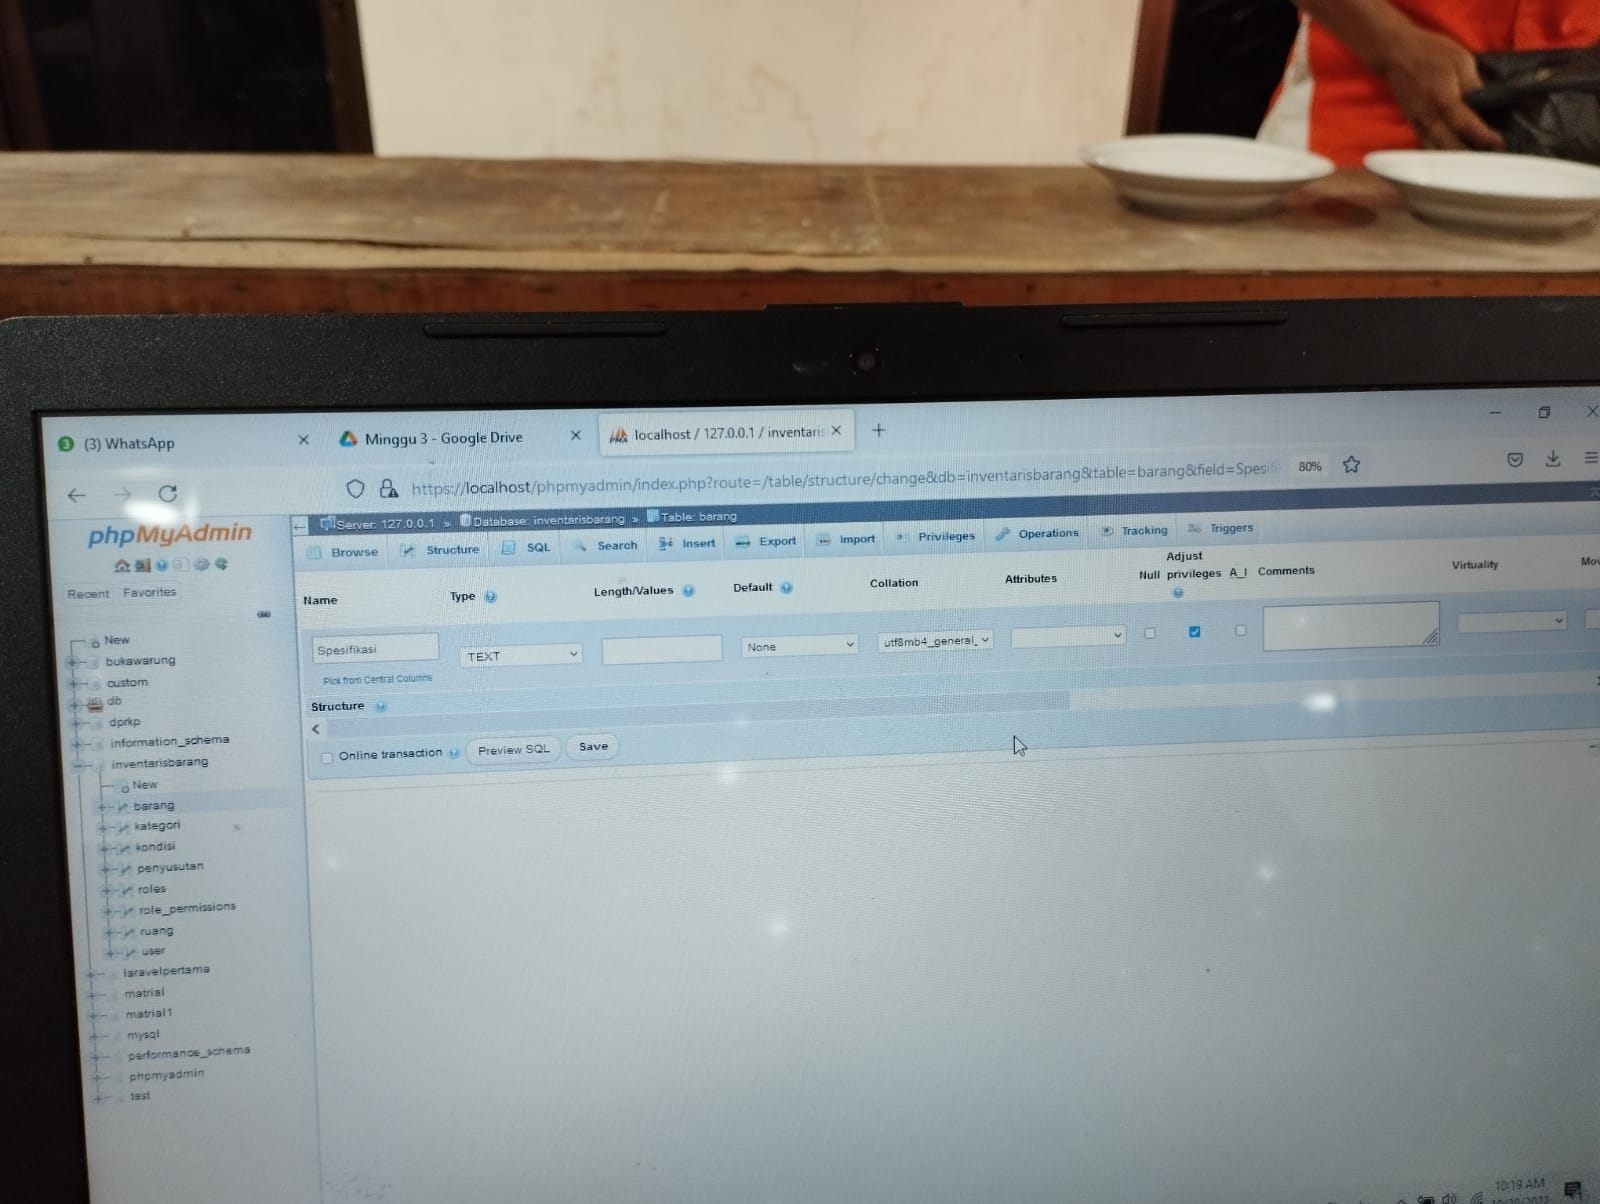 3 (3) WhatsApp
Minggu 3 - Google Drive
localhost / 127.0.0.1 / inventaris
https://localhost/phpmyadmin/index.php?route=/table/structure/change&db=inventarisbarang&table=barang&field=Spesifi
80%
phpMyAdmin
Recent Favorites
New
bukawarung
custom
db
dprkp
information_schema
inventarisbarang
New
barang
kategori
kondisi
penyusutan
roles
role_permissions
ruang
user
laravelpertama
matrial
matrial1
mysql
performance_schema
phpmyadmin
test
Server: 127.0.0.1 » Database: inventarisbarang » Table: barang
Browse Structure SQL Search Insert Export Import Privileges Operations Tracking Triggers
Name Type Length/Values Default Collation Attributes Null Adjust privileges A_I Comments Virtuality Mov
Spesifikasi TEXT None utf8mb4_general_
Pick from Central Columns
Structure
Online transaction Preview SQL Save
10:19 AM